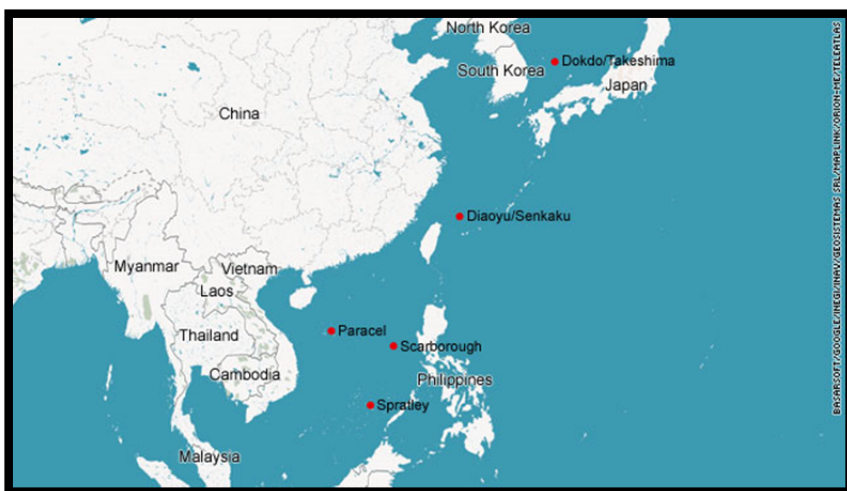 North Korea
Dokdo/Takeshima
South Korea
Japan
China
Diaoyu/Senkaku
Myanmar
Vietnam
Laos
Paracel
Thailand
Scarborough
Cambodia
Philippines
Spratley
Malaysia
BASARSOFT/GOOGLE/INEGI/INAV/GEOSISTEMAS SRL/MAPLINK/ORION-ME/TELEATLAS